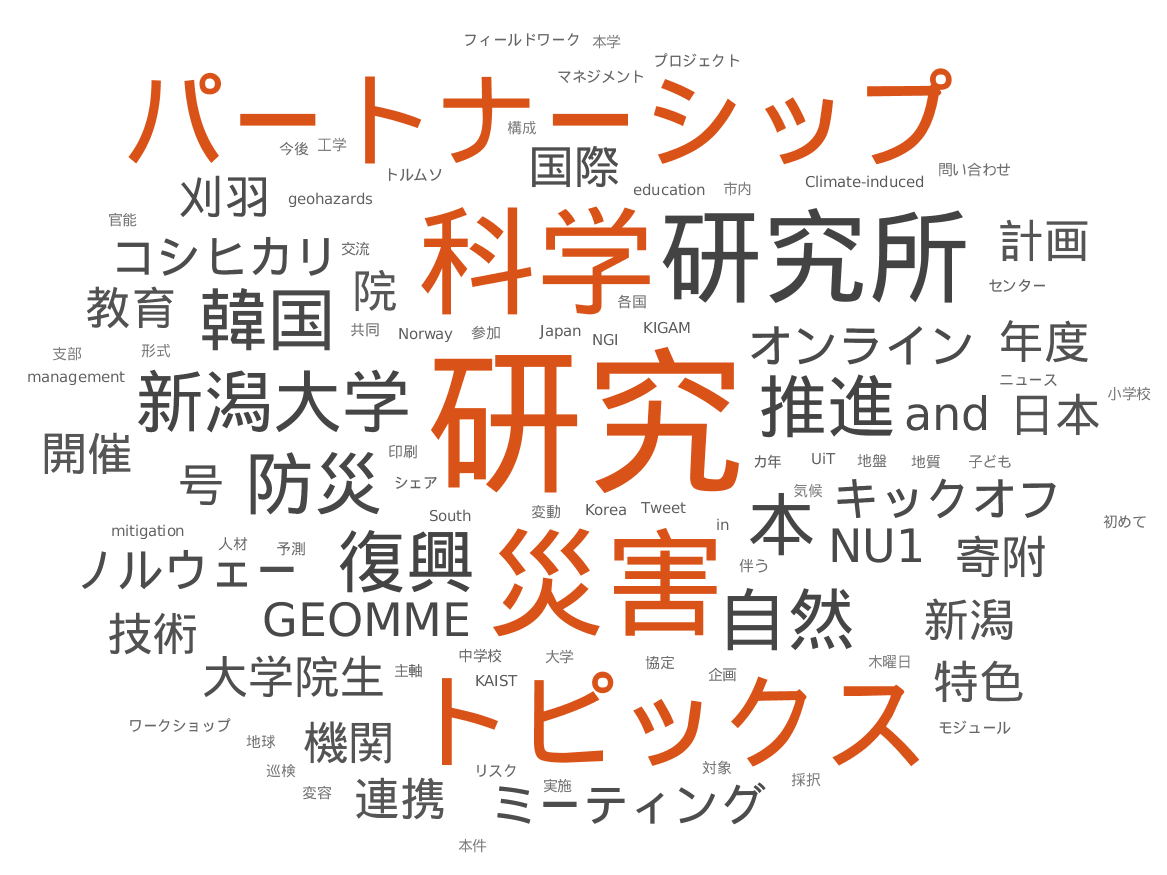 フィールドワーク 本学
プロジェクト
マネジメント
パートナーシップ
構成
今後 工学
国際
トルムソ
問い合わせ
刈羽
geohazards
education 市内
Climate-induced
官能
科学 研究所
計画
コシヒカリ 交流
院
センター
教育
韓国
各国
共同 Norway 参加 Japan NGI KIGAM
オンライン 年度
支部 形式
management
新潟大学
研究
推進 and 日本
ニュース
小学校
開催
号 防災
印刷
シェア
カ年 UiT 地盤 地質 子ども
気候
キックオフ
South
変動 Korea Tweet
in
本
初めて
mitigation
人材 予測
ノルウェー
復興
災害
伴う
NU1 寄附
GEOMME
自然
新潟
技術
大学院生 主軸
中学校 大学 協定 企画 木曜日
KAIST
特色
トピックス
ワークショップ
地球 機関
モジュール
巡検
リスク
対象
採択
変容 連携
実施
ミーティング
本件